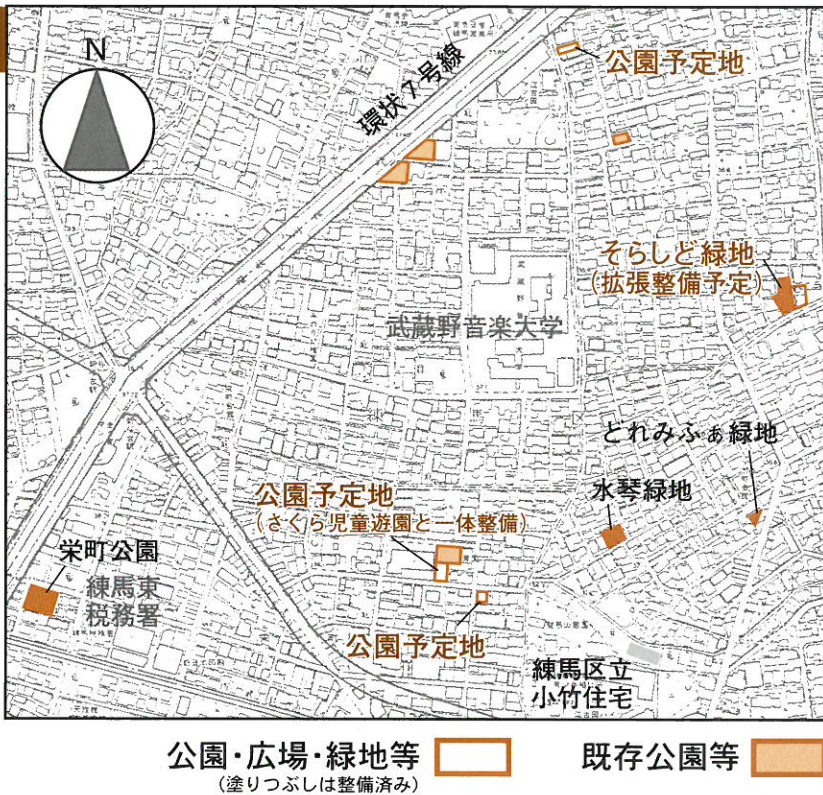 N
環状7号線
公園予定地
そらしど緑地
(拡張整備予定)
武蔵野音楽大学
どれみふぁ緑地
水琴緑地
公園予定地
(さくら児童遊園と一体整備)
栄町公園
練馬東
税務署
公園予定地
練馬区立
小竹住宅
公園・広場・緑地等
(塗りつぶしは整備済み)
既存公園等